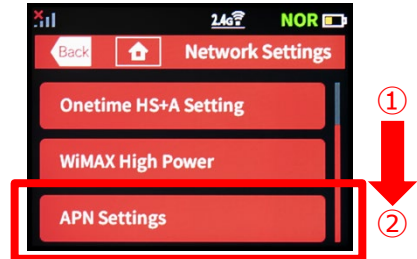 2.4G NOR
Back Network Settings
Onetime HS+A Setting
WiMAX High Power
APN Settings
①
②